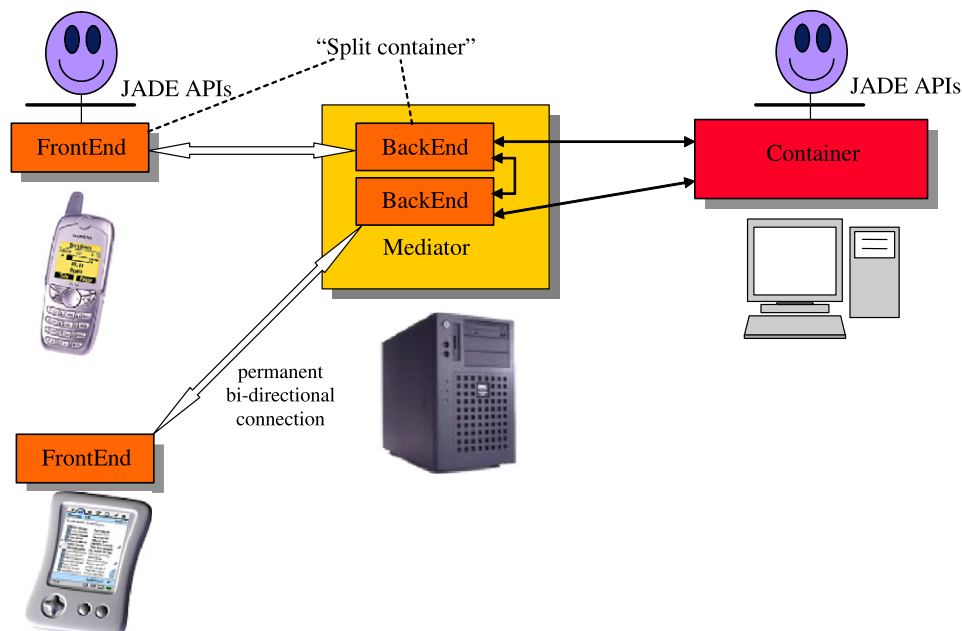 “Split container”
JADE APIs
JADE APIs
FrontEnd
BackEnd
Container
BackEnd
Mediator
permanent
bi-directional
connection
FrontEnd